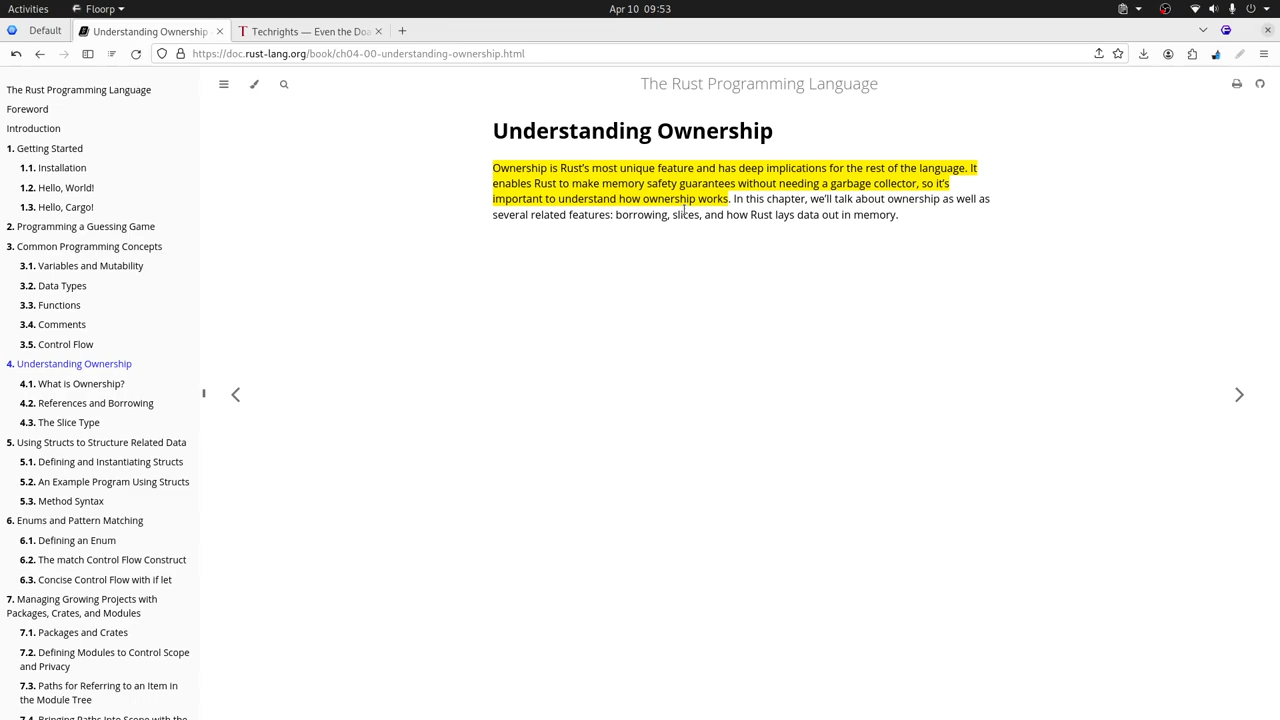 Activities
Floorp
Apr 10 09:53
Default
Understanding Ownership
Techrights — Even the Doa
https://doc.rust-lang.org/book/ch04-00-understanding-ownership.html
The Rust Programming Language
Foreword
Introduction
1. Getting Started
1.1. Installation
1.2. Hello, World!
1.3. Hello, Cargo!
2. Programming a Guessing Game
3. Common Programming Concepts
3.1. Variables and Mutability
3.2. Data Types
3.3. Functions
3.4. Comments
3.5. Control Flow
4. Understanding Ownership
4.1. What is Ownership?
4.2. References and Borrowing
4.3. The Slice Type
5. Using Structs to Structure Related Data
5.1. Defining and Instantiating Structs
5.2. An Example Program Using Structs
5.3. Method Syntax
6. Enums and Pattern Matching
6.1. Defining an Enum
6.2. The match Control Flow Construct
6.3. Concise Control Flow with if let
7. Managing Growing Projects with
Packages, Crates, and Modules
7.1. Packages and Crates
7.2. Defining Modules to Control Scope
and Privacy
7.3. Paths for Referring to an Item in
the Module Tree
7.4. Bringing Paths Into Scope with the
The Rust Programming Language
Understanding Ownership
Ownership is Rust’s most unique feature and has deep implications for the rest of the language. It
enables Rust to make memory safety guarantees without needing a garbage collector, so it’s
important to understand how ownership works. In this chapter, we’ll talk about ownership as well as
several related features: borrowing, slices, and how Rust lays data out in memory.